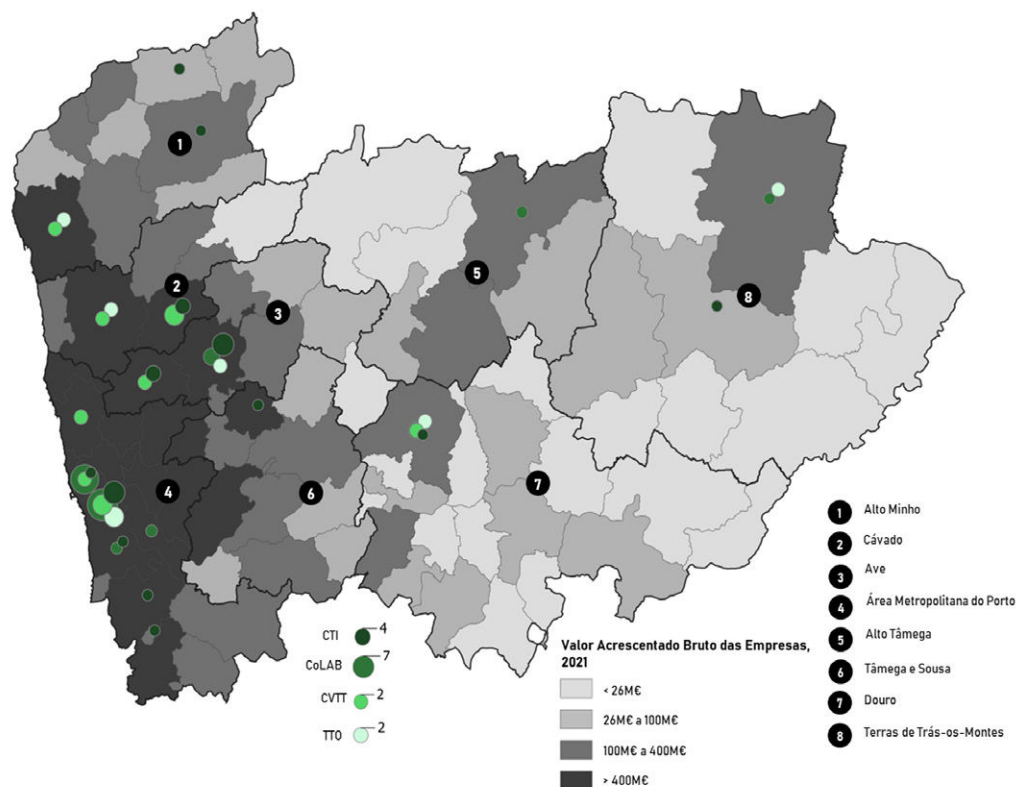 1
2
3
4
5
6
7
8
CTI 4
CoLAB 7
CVTT 2
TTO 2
Valor Acrescentado Bruto das Empresas,
2021
< 26M€
26M€ a 100M€
100M€ a 400M€
> 400M€
1 Alto Minho
2 Cávado
3 Ave
4 Área Metropolitana do Porto
5 Alto Tâmega
6 Tâmega e Sousa
7 Douro
8 Terras de Trás-os-Montes